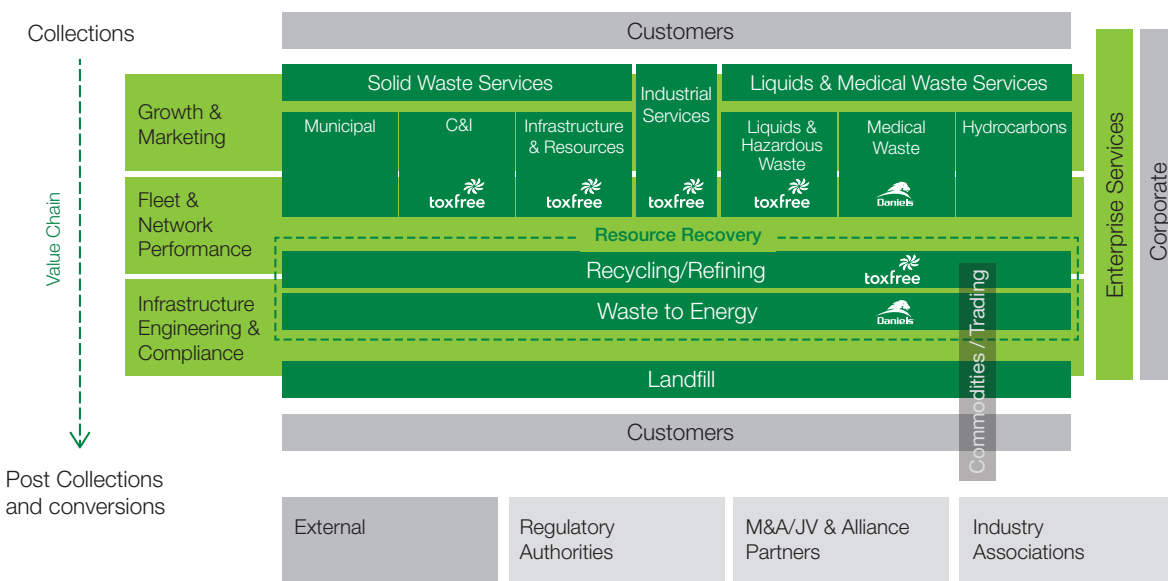 Collections
Customers
Solid Waste Services
Industrial
Services
Liquids & Medical Waste Services
Growth &
Marketing
Municipal
C&I
Infrastructure
& Resources
Liquids &
Hazardous
Waste
Medical
Waste
Hydrocarbons
toxfree
toxfree
toxfree
toxfree
Daniels
Fleet &
Network
Performance
Value Chain
Resource Recovery
Recycling/Refining
toxfree
Infrastructure
Engineering &
Compliance
Waste to Energy
Daniels
Landfill
Commodities / Trading
Customers
Enterprise Services
Corporate
Post Collections
and conversions
External
Regulatory
Authorities
M&A/JV & Alliance
Partners
Industry
Associations